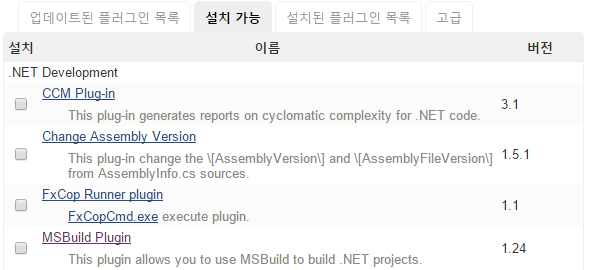 업데이트된 플러그인 목록 설치 가능 설치된 플러그인 목록 고급
설치 이름 버전
.NET Development
CCM Plug-in 3.1
This plug-in generates reports on cyclomatic complexity for .NET code.
Change Assembly Version 1.5.1
This plug-in change the \[AssemblyVersion\] and \[AssemblyFileVersion\]
from AssemblyInfo.cs sources.
FxCop Runner plugin 1.1
FxCopCmd.exe execute plugin.
MSBuild Plugin 1.24
This plugin allows you to use MSBuild to build .NET projects.